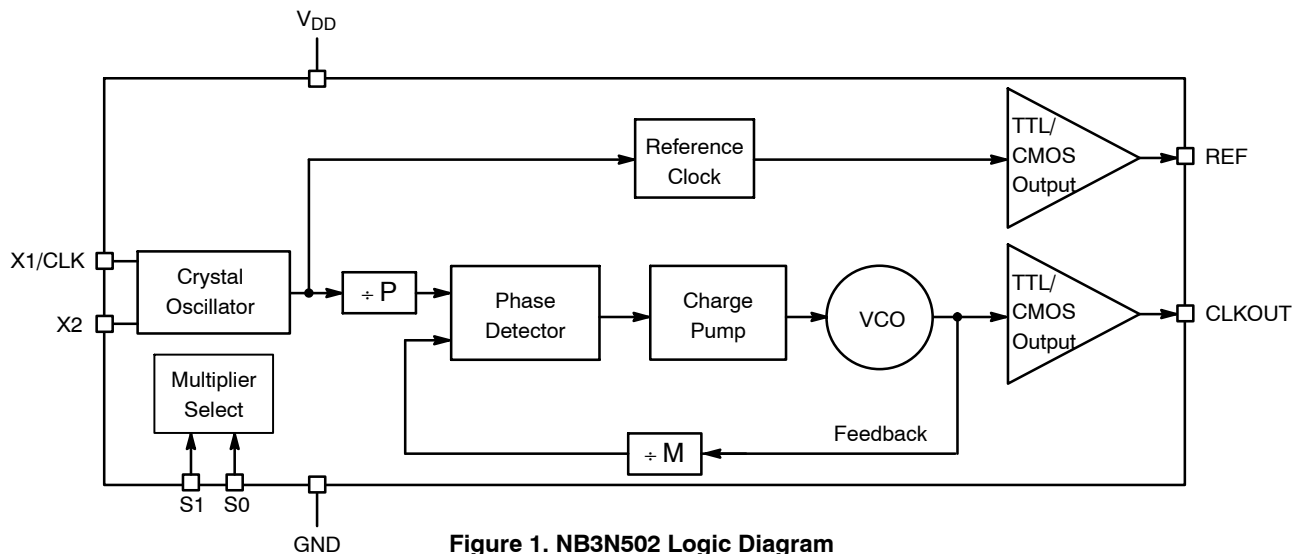 VDD
Reference
Clock
TTL/
CMOS
Output
REF
X1/CLK
X2
Crystal
Oscillator
÷ P
Phase
Detector
Charge
Pump
VCO
TTL/
CMOS
Output
CLKOUT
Multiplier
Select
Feedback
÷ M
S1 S0
GND
Figure 1. NB3N502 Logic Diagram